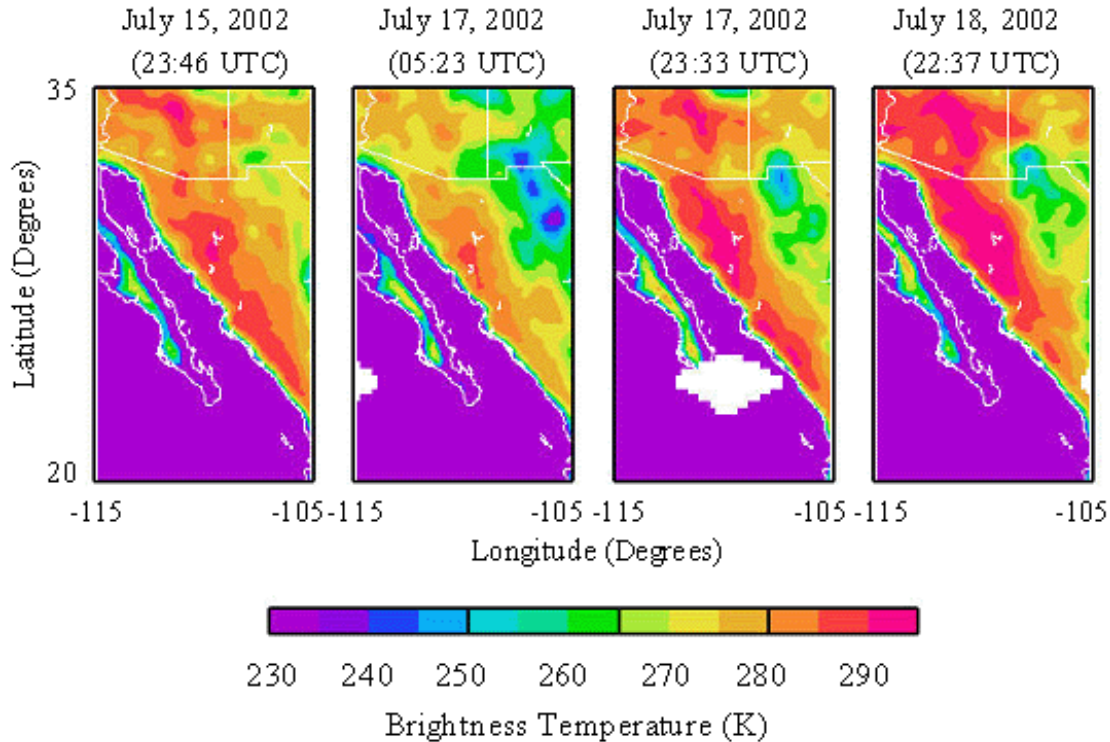 July 15, 2002 July 17, 2002 July 17, 2002 July 18, 2002
(23:46 UTC) (05:23 UTC) (23:33 UTC) (22:37 UTC)
35
Latitude (Degrees)
20
-115 -105 -115 -105 -115 -105 -115 -105
Longitude (Degrees)
230 240 250 260 270 280 290
Brightness Temperature (K)